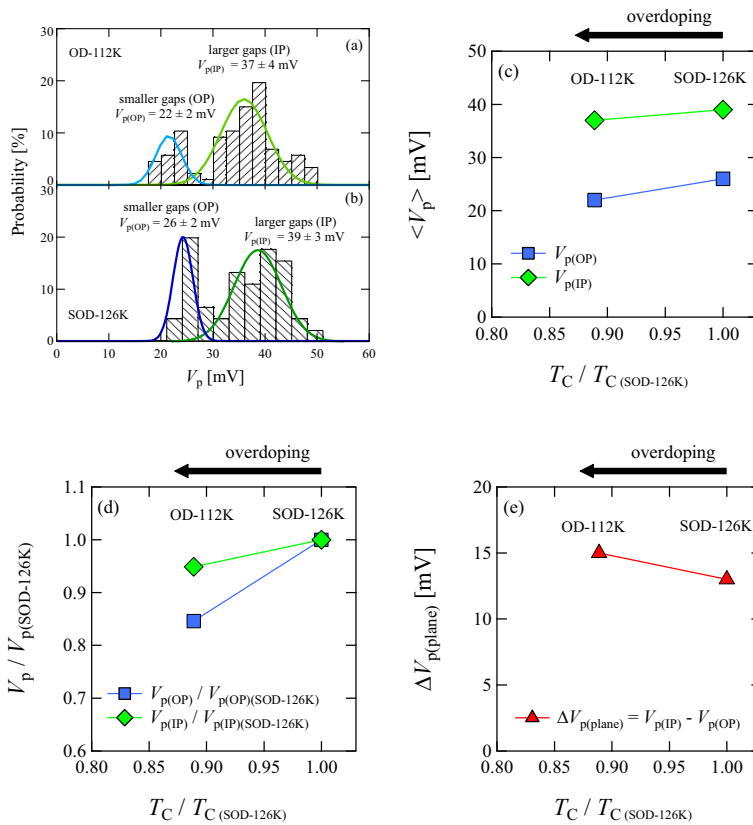 30
OD-112K
(a)
larger gaps (IP)
Vp(IP) = 37 ± 4 mV
20
smaller gaps (OP)
Vp(OP) = 22 ± 2 mV
10
0
Probability [%]
30
(b)
smaller gaps (OP)
Vp(OP) = 26 ± 2 mV
larger gaps (IP)
Vp(IP) = 39 ± 3 mV
20
10
SOD-126K
0
0 10 20 30 40 50 60
Vp [mV]
overdoping
50
(c)
OD-112K
SOD-126K
40
30
20
10
0
<Vp> [mV]
Vp(OP)
Vp(IP)
0.80 0.85 0.90 0.95 1.00
TC / TC (SOD-126K)
overdoping
1.1
(d)
OD-112K
SOD-126K
1.0
0.9
0.8
0.7
0.6
Vp / Vp(SOD-126K)
Vp(OP) / Vp(OP)(SOD-126K)
Vp(IP) / Vp(IP)(SOD-126K)
0.80 0.85 0.90 0.95 1.00
TC / TC (SOD-126K)
overdoping
20
(e)
OD-112K
SOD-126K
15
10
5
0
ΔVp(plane) [mV]
ΔVp(plane) = Vp(IP) - Vp(OP)
0.80 0.85 0.90 0.95 1.00
TC / TC (SOD-126K)